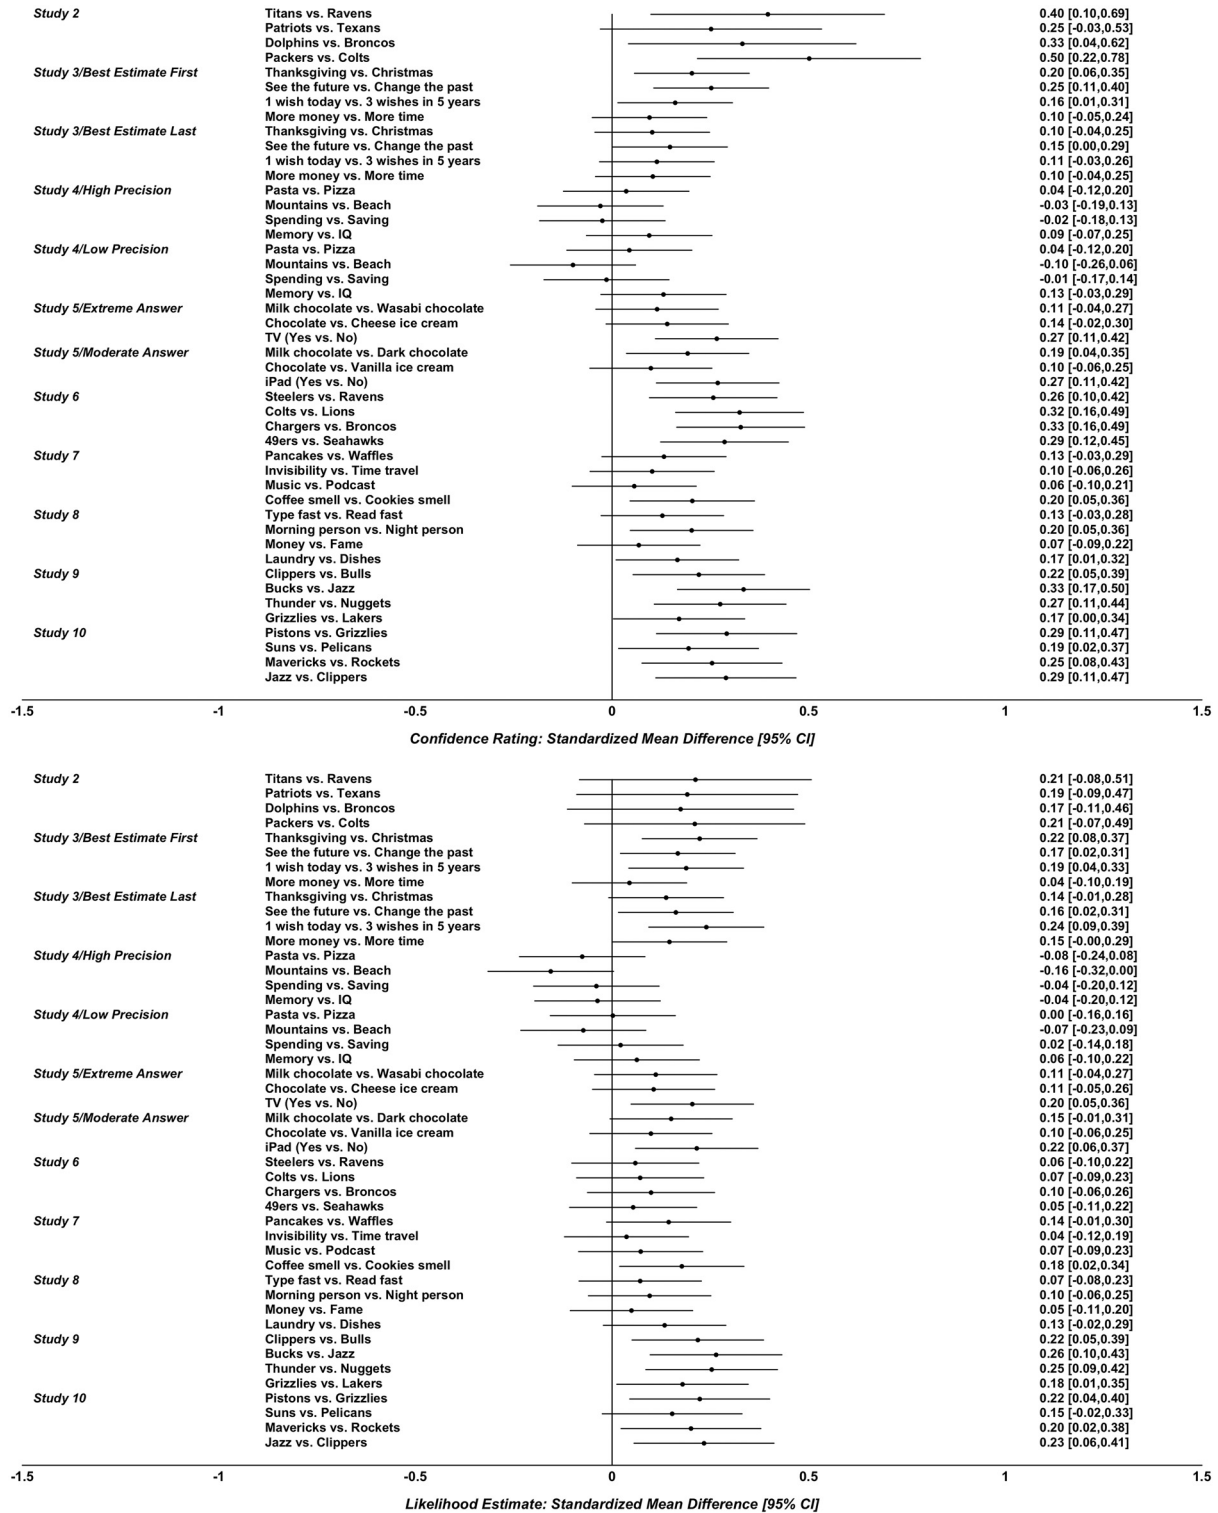 Study 2 Titans vs. Ravens 0.40 [0.10,0.69]
Patriots vs. Texans 0.25 [-0.03,0.53]
Dolphins vs. Broncos 0.33 [0.04,0.62]
Packers vs. Colts 0.50 [0.22,0.78]
Study 3/Best Estimate First Thanksgiving vs. Christmas 0.20 [0.06,0.35]
See the future vs. Change the past 0.25 [0.11,0.40]
1 wish today vs. 3 wishes in 5 years 0.16 [0.01,0.31]
More money vs. More time 0.10 [-0.05,0.24]
Study 3/Best Estimate Last Thanksgiving vs. Christmas 0.10 [-0.04,0.25]
See the future vs. Change the past 0.15 [0.00,0.29]
1 wish today vs. 3 wishes in 5 years 0.11 [-0.03,0.26]
More money vs. More time 0.10 [-0.04,0.25]
Study 4/High Precision Pasta vs. Pizza 0.04 [-0.12,0.20]
Mountains vs. Beach -0.03 [-0.19,0.13]
Spending vs. Saving -0.02 [-0.18,0.13]
Memory vs. IQ 0.09 [-0.07,0.25]
Study 4/Low Precision Pasta vs. Pizza 0.04 [-0.12,0.20]
Mountains vs. Beach -0.10 [-0.26,0.06]
Spending vs. Saving -0.01 [-0.17,0.14]
Memory vs. IQ 0.13 [-0.03,0.29]
Study 5/Extreme Answer Milk chocolate vs. Wasabi chocolate 0.11 [-0.04,0.27]
Chocolate vs. Cheese ice cream 0.14 [-0.02,0.30]
TV (Yes vs. No) 0.27 [0.11,0.42]
Study 5/Moderate Answer Milk chocolate vs. Dark chocolate 0.19 [0.04,0.35]
Chocolate vs. Vanilla ice cream 0.10 [-0.06,0.25]
iPad (Yes vs. No) 0.27 [0.11,0.42]
Study 6 Steelers vs. Ravens 0.26 [0.10,0.42]
Colts vs. Lions 0.32 [0.16,0.49]
Chargers vs. Broncos 0.33 [0.16,0.49]
49ers vs. Seahawks 0.29 [0.12,0.45]
Study 7 Pancakes vs. Waffles 0.13 [-0.03,0.29]
Invisibility vs. Time travel 0.10 [-0.06,0.26]
Music vs. Podcast 0.06 [-0.10,0.21]
Coffee smell vs. Cookies smell 0.20 [0.05,0.36]
Study 8 Type fast vs. Read fast 0.13 [-0.03,0.28]
Morning person vs. Night person 0.20 [0.05,0.36]
Money vs. Fame 0.07 [-0.09,0.22]
Laundry vs. Dishes 0.17 [0.01,0.32]
Study 9 Clippers vs. Bulls 0.22 [0.05,0.39]
Bucks vs. Jazz 0.33 [0.17,0.50]
Thunder vs. Nuggets 0.27 [0.11,0.44]
Grizzlies vs. Lakers 0.17 [0.00,0.34]
Study 10 Pistons vs. Grizzlies 0.29 [0.11,0.47]
Suns vs. Pelicans 0.19 [0.02,0.37]
Mavericks vs. Rockets 0.25 [0.08,0.43]
Jazz vs. Clippers 0.29 [0.11,0.47]
-1.5 -1 -0.5 0 0.5 1 1.5
Confidence Rating: Standardized Mean Difference [95% CI]
Study 2 Titans vs. Ravens 0.21 [-0.08,0.51]
Patriots vs. Texans 0.19 [-0.09,0.47]
Dolphins vs. Broncos 0.17 [-0.11,0.46]
Packers vs. Colts 0.21 [-0.07,0.49]
Study 3/Best Estimate First Thanksgiving vs. Christmas 0.22 [0.08,0.37]
See the future vs. Change the past 0.17 [0.02,0.31]
1 wish today vs. 3 wishes in 5 years 0.19 [0.04,0.33]
More money vs. More time 0.04 [-0.10,0.19]
Study 3/Best Estimate Last Thanksgiving vs. Christmas 0.14 [-0.01,0.28]
See the future vs. Change the past 0.16 [0.02,0.31]
1 wish today vs. 3 wishes in 5 years 0.24 [0.09,0.39]
More money vs. More time 0.15 [-0.00,0.29]
Study 4/High Precision Pasta vs. Pizza -0.08 [-0.24,0.08]
Mountains vs. Beach -0.16 [-0.32,0.00]
Spending vs. Saving -0.04 [-0.20,0.12]
Memory vs. IQ -0.04 [-0.20,0.12]
Study 4/Low Precision Pasta vs. Pizza 0.00 [-0.16,0.16]
Mountains vs. Beach -0.07 [-0.23,0.09]
Spending vs. Saving 0.02 [-0.14,0.18]
Memory vs. IQ 0.06 [-0.10,0.22]
Study 5/Extreme Answer Milk chocolate vs. Wasabi chocolate 0.11 [-0.04,0.27]
Chocolate vs. Cheese ice cream 0.11 [-0.05,0.26]
TV (Yes vs. No) 0.20 [0.05,0.36]
Study 5/Moderate Answer Milk chocolate vs. Dark chocolate 0.15 [-0.01,0.31]
Chocolate vs. Vanilla ice cream 0.10 [-0.06,0.25]
iPad (Yes vs. No) 0.22 [0.06,0.37]
Study 6 Steelers vs. Ravens 0.06 [-0.10,0.22]
Colts vs. Lions 0.07 [-0.09,0.23]
Chargers vs. Broncos 0.10 [-0.06,0.26]
49ers vs. Seahawks 0.05 [-0.11,0.22]
Study 7 Pancakes vs. Waffles 0.14 [-0.01,0.30]
Invisibility vs. Time travel 0.04 [-0.12,0.19]
Music vs. Podcast 0.07 [-0.09,0.23]
Coffee smell vs. Cookies smell 0.18 [0.02,0.34]
Study 8 Type fast vs. Read fast 0.07 [-0.08,0.23]
Morning person vs. Night person 0.10 [-0.06,0.25]
Money vs. Fame 0.05 [-0.11,0.20]
Laundry vs. Dishes 0.13 [-0.02,0.29]
Study 9 Clippers vs. Bulls 0.22 [0.05,0.39]
Bucks vs. Jazz 0.26 [0.10,0.43]
Thunder vs. Nuggets 0.25 [0.09,0.42]
Grizzlies vs. Lakers 0.18 [0.01,0.35]
Study 10 Pistons vs. Grizzlies 0.22 [0.04,0.40]
Suns vs. Pelicans 0.15 [-0.02,0.33]
Mavericks vs. Rockets 0.20 [0.02,0.38]
Jazz vs. Clippers 0.23 [0.06,0.41]
-1.5 -1 -0.5 0 0.5 1 1.5
Likelihood Estimate: Standardized Mean Difference [95% CI]